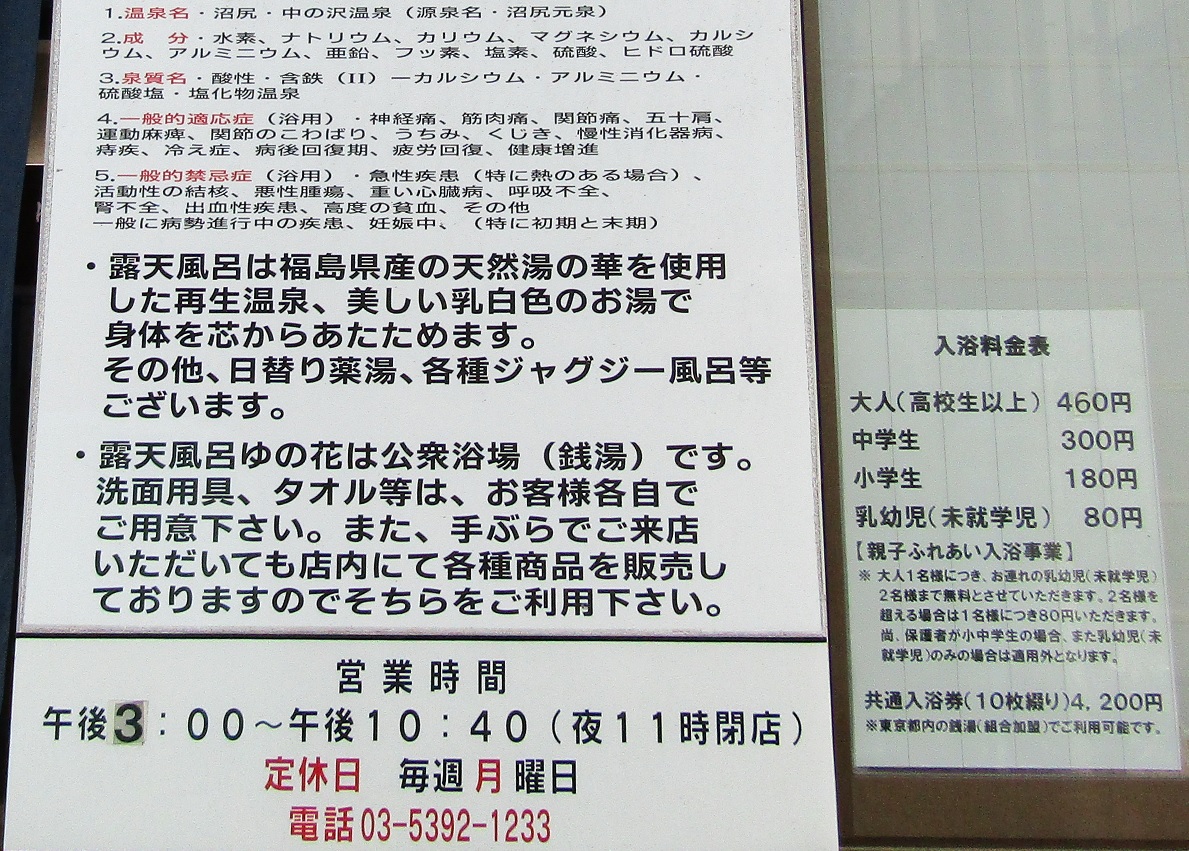 1.温泉名・沼尻・中の沢温泉（源泉名・沼尻元泉）
2.成　分・水素、ナトリウム、カリウム、マグネシウム、カルシ
ウム、アルミニウム、亜鉛、フッ素、塩素、硫酸、ヒドロ硫酸
3.泉質名・酸性・含鉄（II）ーカルシウム・アルミニウム・
硫酸塩・塩化物温泉
4.一般的適応症（浴用）・神経痛、筋肉痛、関節痛、五十肩、
運動麻痺、関節のこわばり、うちみ、くじき、慢性消化器病、
痔疾、冷え症、病後回復期、疲労回復、健康増進
5.一般的禁忌症（浴用）・急性疾患（特に熱のある場合）、
活動性の結核、悪性腫瘍、重い心臓病、呼吸不全、
腎不全、出血性疾患、高度の貧血、その他
一般に病勢進行中の疾患、妊娠中、（特に初期と末期）
・露天風呂は福島県産の天然湯の華を使用
した再生温泉、美しい乳白色のお湯で
身体を芯からあたためます。
その他、日替り薬湯、各種ジャグジー風呂等
ございます。
・露天風呂ゆの花は公衆浴場（銭湯）です。
洗面用具、タオル等は、お客様各自で
ご用意下さい。また、手ぶらでご来店
いただいても店内にて各種商品を販売し
ておりますのでそちらをご利用下さい。
営業時間
午後3：００～午後１０：４０（夜１１時閉店）
定休日　毎週月曜日
電話03-5392-1233
入浴料金表
大人（高校生以上）　460円
中学生　300円
小学生　180円
乳幼児（未就学児）　80円
【親子ふれあい入浴事業】
※ 大人1名様につき、お連れの乳幼児（未就学児）
2名様まで無料とさせていただきます。2名様を
超える場合は1名様につき80円いただきます。
尚、保護者が小中学生の場合、また乳幼児（未
就学児）のみの場合は適用外となります。
共通入浴券（10枚綴り）4，200円
※東京都内の銭湯（組合加盟）でご利用可能です。